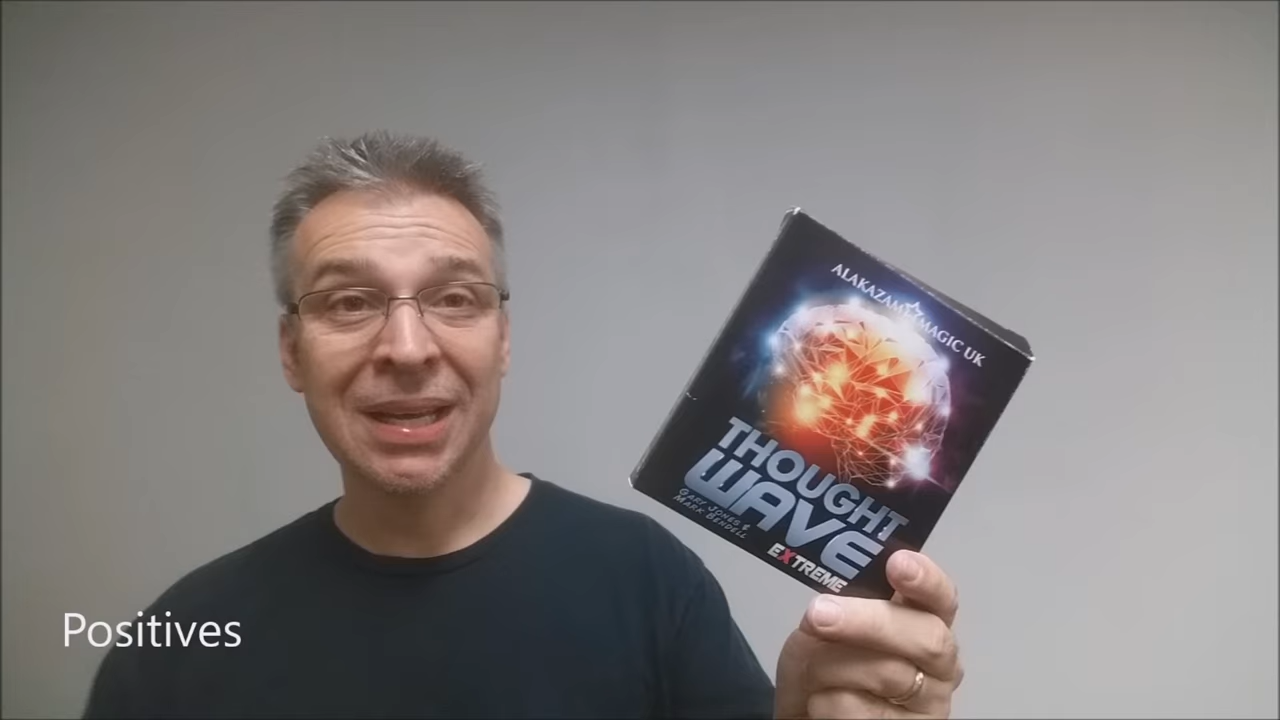 ALAKAZAM MAGIC UK
THOUGHT
WAVE
GARY JONES &
MARK BENDELL
EXTREME
Positives